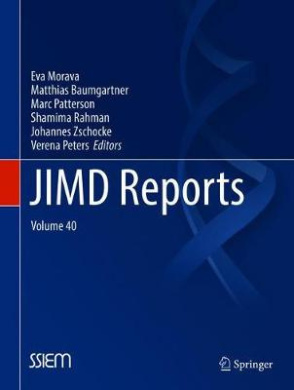 Eva Morava
Matthias Baumgartner
Marc Patterson
Shamima Rahman
Johannes Zschocke
Verena Peters Editors
JIMD Reports
Volume 40
SSIEM
Springer